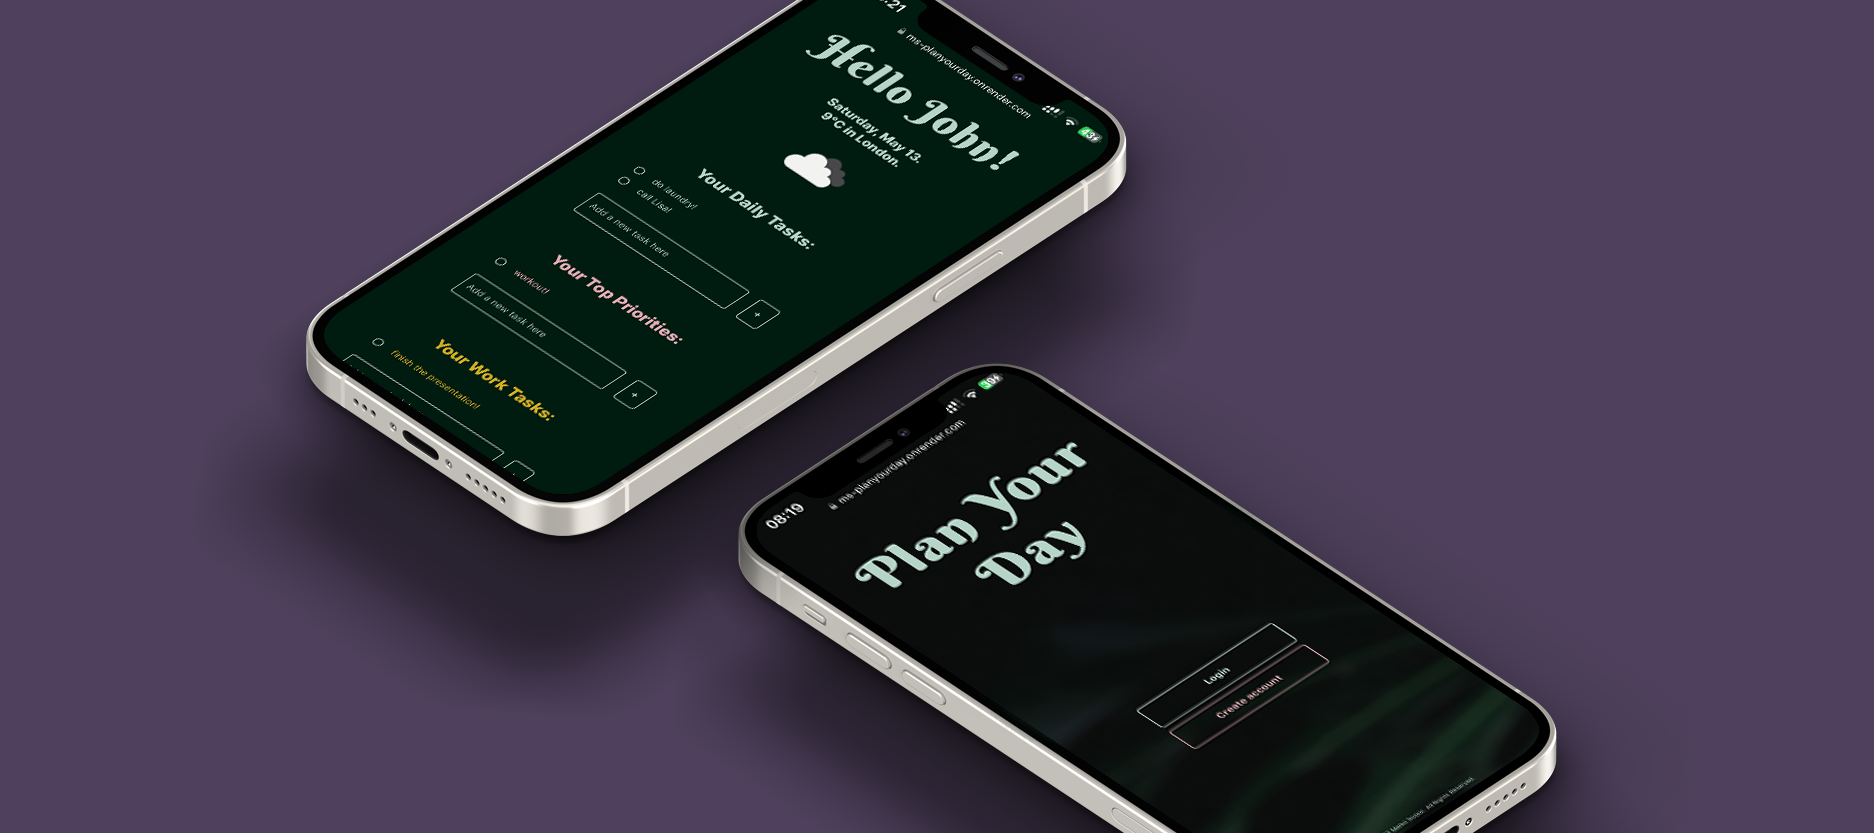 :21
ms-planyourday.onrender.com
43
Hello John!
Saturday, May 13.
9°C in London.
Your Daily Tasks:
do laundry!
call Lisa!
Add a new task here
+
Your Top Priorities:
workout!
Add a new task here
+
Your Work Tasks:
finish the presentation!
08:19
ms-planyourday.onrender.com
Plan Your
Day
Login
Create account
All Rights Reserved.